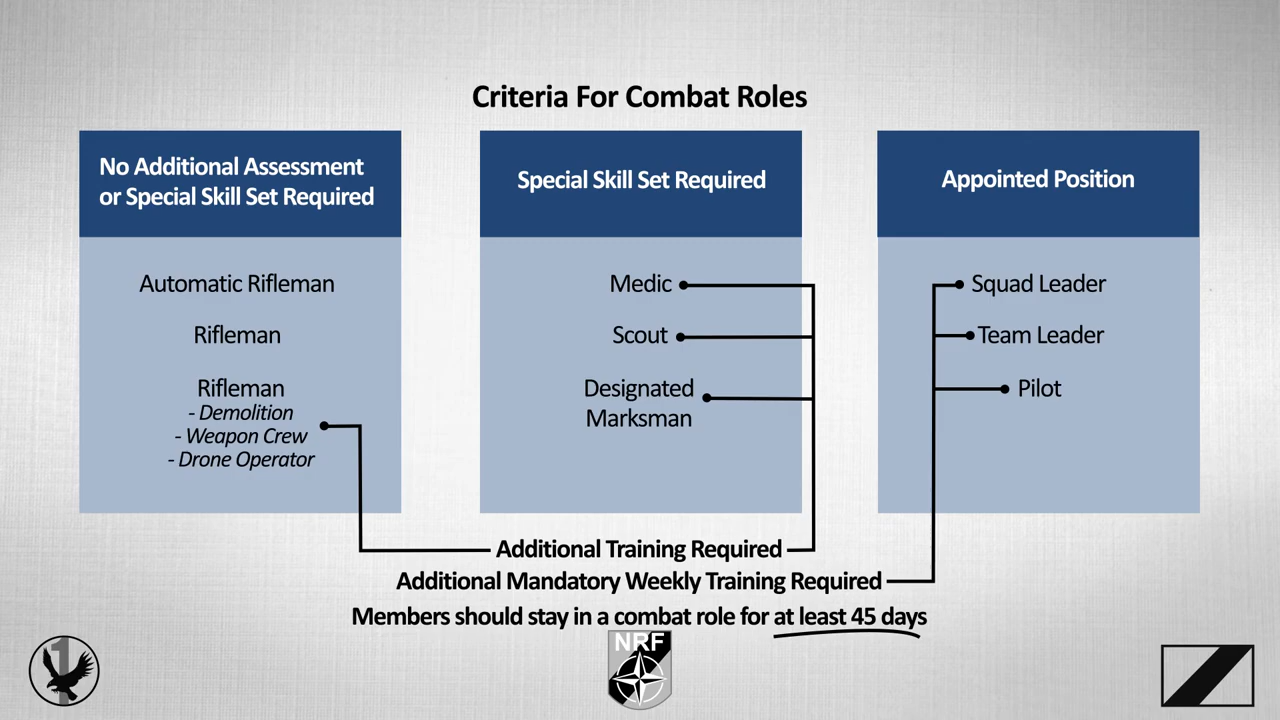 Criteria For Combat Roles
No Additional Assessment
or Special Skill Set Required
Automatic Rifleman
Rifleman
Rifleman
- Demolition
- Weapon Crew
- Drone Operator
Special Skill Set Required
Medic
Scout
Designated
Marksman
Appointed Position
Squad Leader
Team Leader
Pilot
Additional Training Required
Additional Mandatory Weekly Training Required
Members should stay in a combat role for at least 45 days
1
NRF